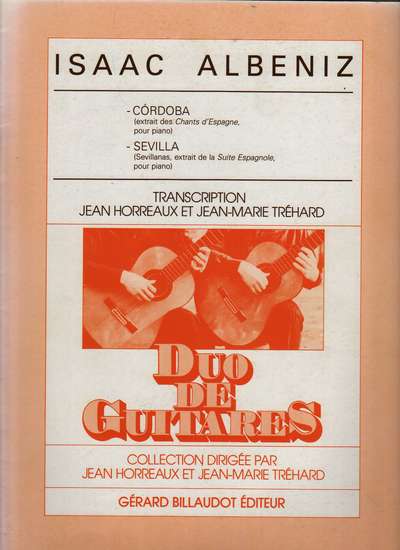 ISAAC ALBENIZ
- CÓRDOBA
(extrait des Chants d'Espagne,
pour piano)
- SEVILLA
(Sevillanas, extrait de la Suite Espagnole,
pour piano)
TRANSCRIPTION
JEAN HORREAUX ET JEAN-MARIE TRÉHARD
DUO
DE
GUITARES
COLLECTION DIRIGÉE PAR
JEAN HORREAUX ET JEAN-MARIE TRÉHARD
GÉRARD BILLAUDOT ÉDITEUR